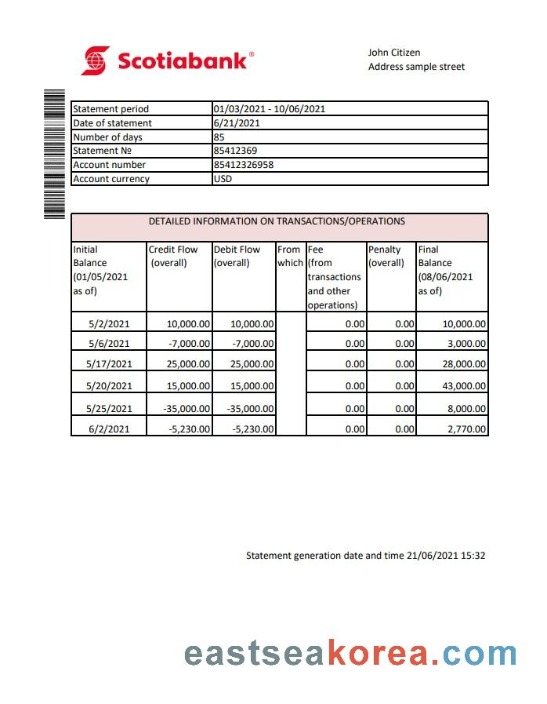 Scotiabank®
John Citizen
Address sample street
Statement period 01/03/2021 - 10/06/2021
Date of statement 6/21/2021
Number of days 85
Statement № 85412369
Account number 85412326958
Account currency USD
DETAILED INFORMATION ON TRANSACTIONS/OPERATIONS
Initial Credit Flow Debit Flow From Fee Penalty Final
Balance (overall) (overall) which (from (overall) Balance
(01/05/2021 transactions (08/06/2021
as of) and other as of)
operations)
5/2/2021 10,000.00 10,000.00 0.00 0.00 10,000.00
5/6/2021 -7,000.00 -7,000.00 0.00 0.00 3,000.00
5/17/2021 25,000.00 25,000.00 0.00 0.00 28,000.00
5/20/2021 15,000.00 15,000.00 0.00 0.00 43,000.00
5/25/2021 -35,000.00 -35,000.00 0.00 0.00 8,000.00
6/2/2021 -5,230.00 -5,230.00 0.00 0.00 2,770.00
Statement generation date and time 21/06/2021 15:32
eastseakorea.com